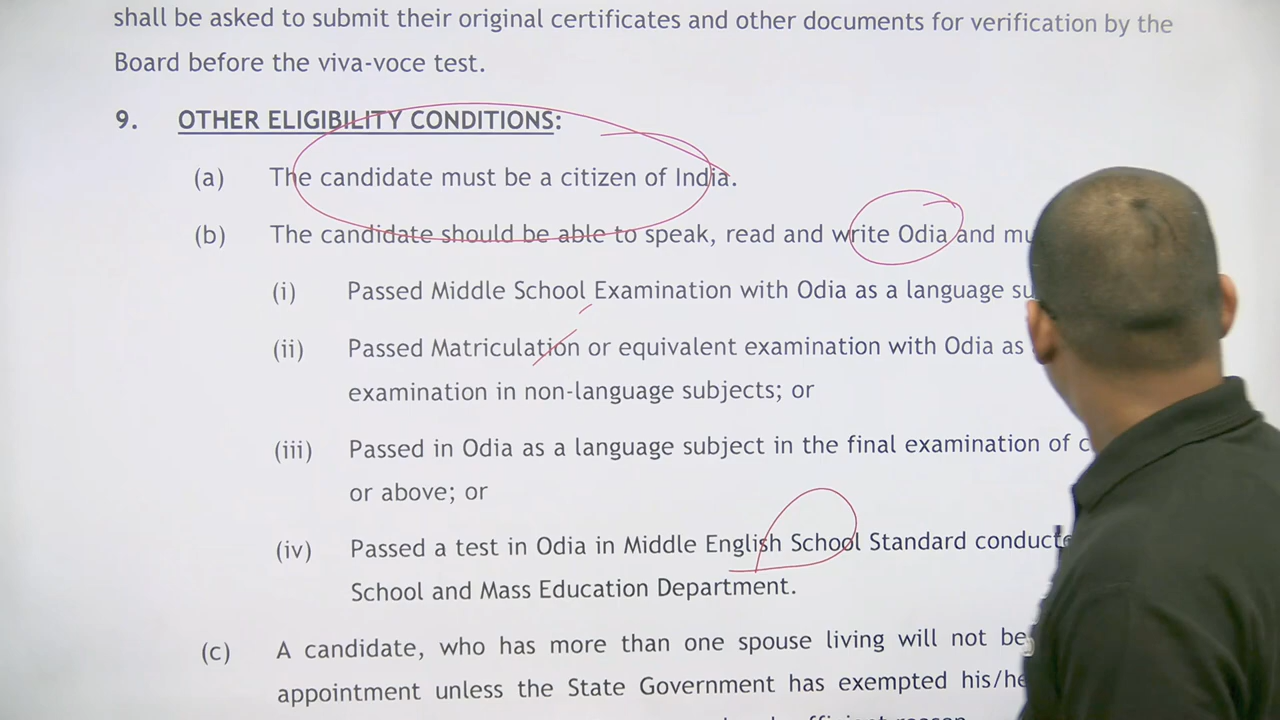 shall be asked to submit their original certificates and other documents for verification by the
Board before the viva-voce test.
9. OTHER ELIGIBILITY CONDITIONS:
(a) The candidate must be a citizen of India.
(b) The candidate should be able to speak, read and write Odia and
(i) Passed Middle School Examination with Odia as a language
(ii) Passed Matriculation or equivalent examination with Odia as
examination in non-language subjects; or
(iii) Passed in Odia as a language subject in the final examination of
or above; or
(iv) Passed a test in Odia in Middle English School Standard
School and Mass Education Department.
(c) A candidate, who has more than one spouse living will not be
appointment unless the State Government has exempted